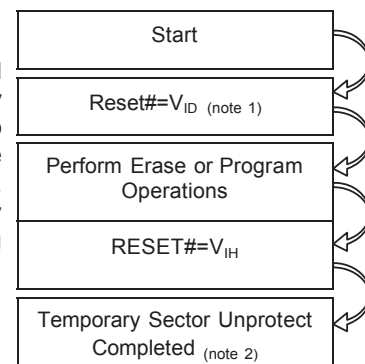 Start
Reset#=VID (note 1)
Perform Erase or Program
Operations
RESET#=VIH
Temporary Sector Unprotect
Completed (note 2)